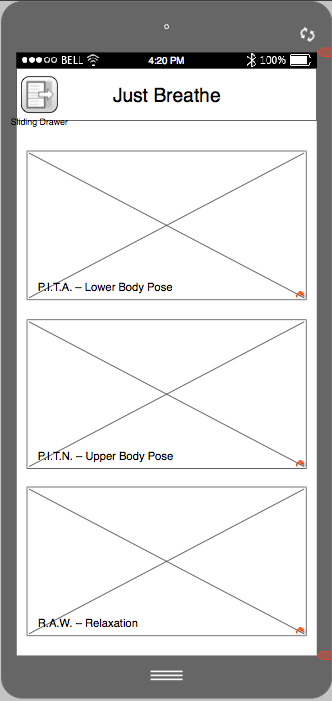 BELL 4:20 PM 100%
Just Breathe
Sliding Drawer
P.I.T.A. – Lower Body Pose
P.I.T.N. – Upper Body Pose
R.A.W. – Relaxation